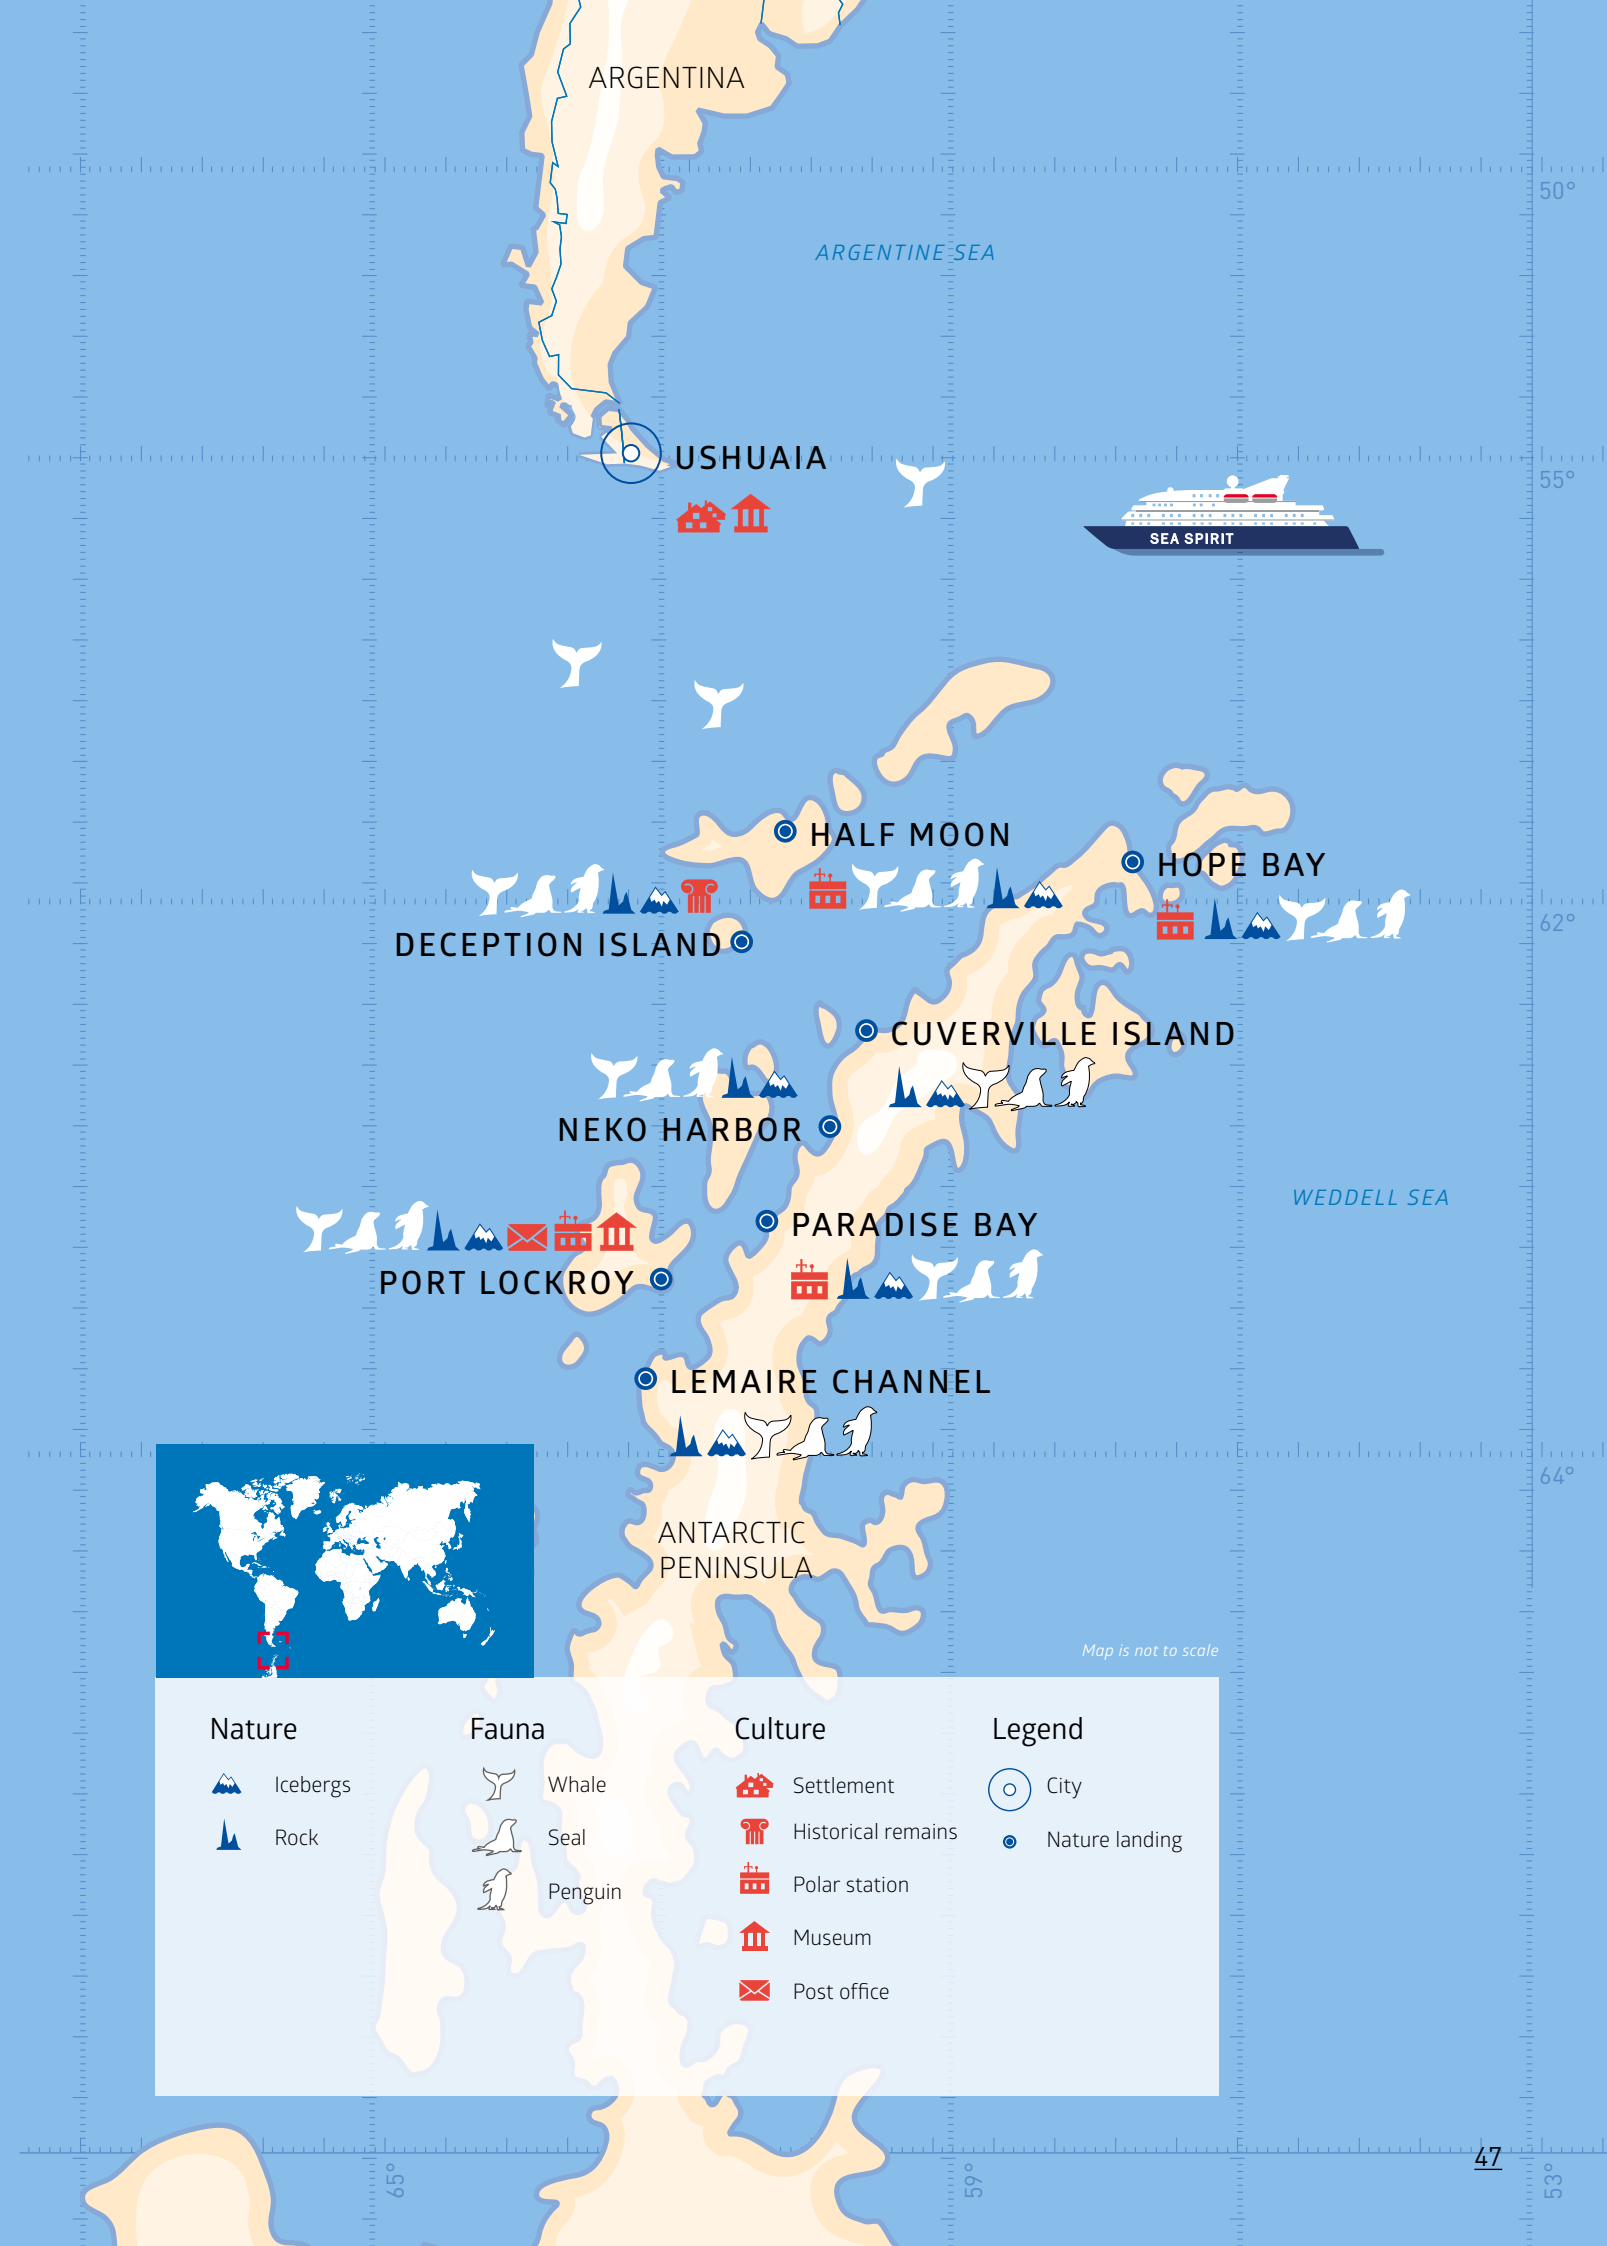 ARGENTINA
50°
ARGENTINE SEA
USHUAIA
55°
SEA SPIRIT
HALF MOON
HOPE BAY
62°
DECEPTION ISLAND
CUVERVILLE ISLAND
NEKO HARBOR
WEDDELL SEA
PARADISE BAY
PORT LOCKROY
LEMAIRE CHANNEL
64°
ANTARCTIC
PENINSULA
Map is not to scale
Nature
Icebergs
Rock
Fauna
Whale
Seal
Penguin
Culture
Settlement
Historical remains
Polar station
Museum
Post office
Legend
City
Nature landing
47
65°
59°
53°